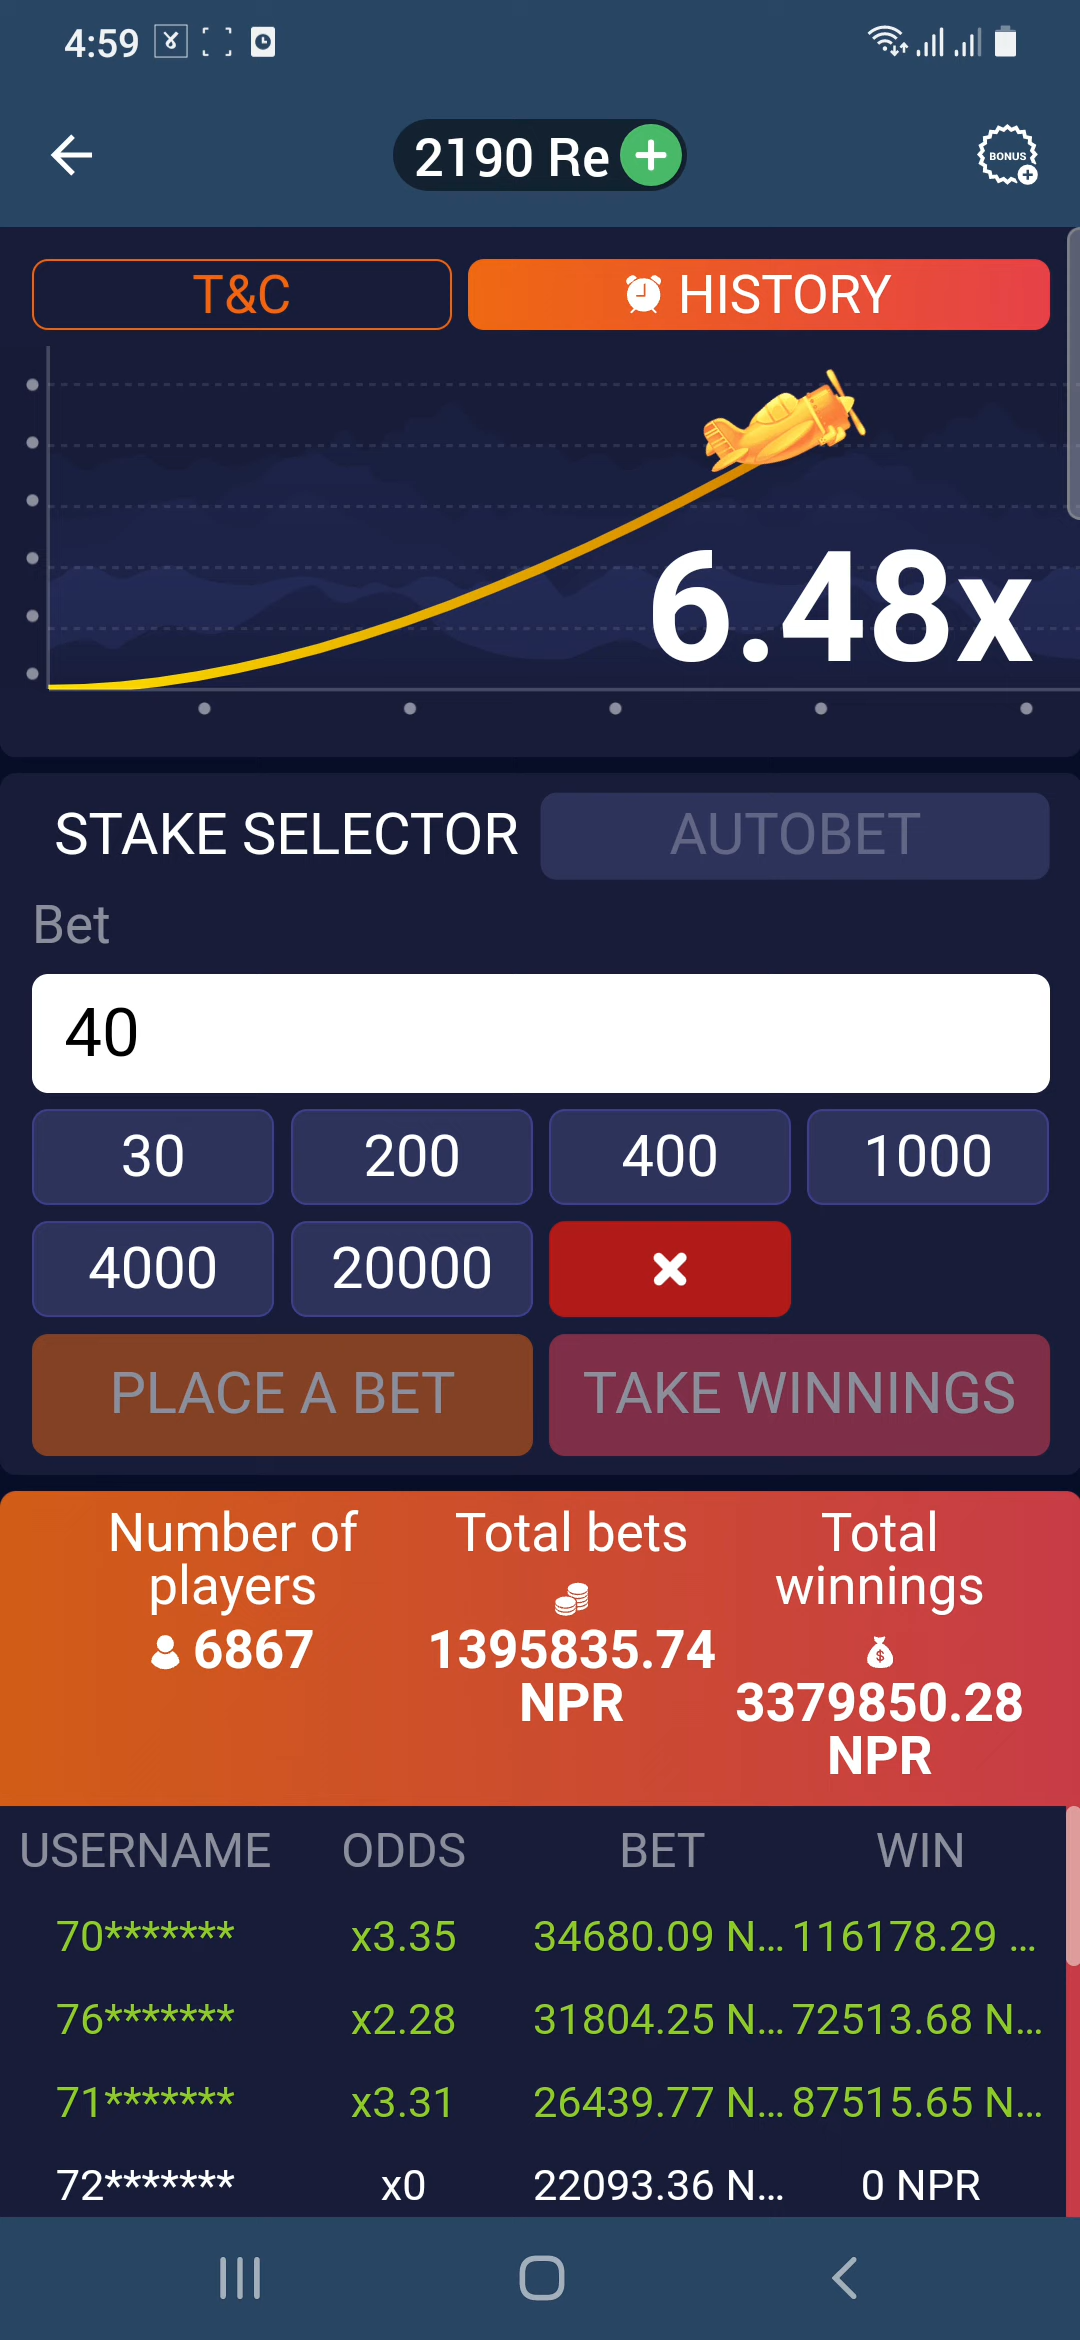 4:59
2190 Re
BONUS
T&C
HISTORY
6.48x
STAKE SELECTOR
AUTOBET
Bet
40
30 200 400 1000
4000 20000
PLACE A BET
TAKE WINNINGS
Number of players
6867
Total bets
1395835.74 NPR
Total winnings
3379850.28 NPR
USERNAME ODDS BET WIN
70******* x3.35 34680.09 N... 116178.29 ...
76******* x2.28 31804.25 N... 72513.68 N...
71******* x3.31 26439.77 N... 87515.65 N...
72******* x0 22093.36 N... 0 NPR